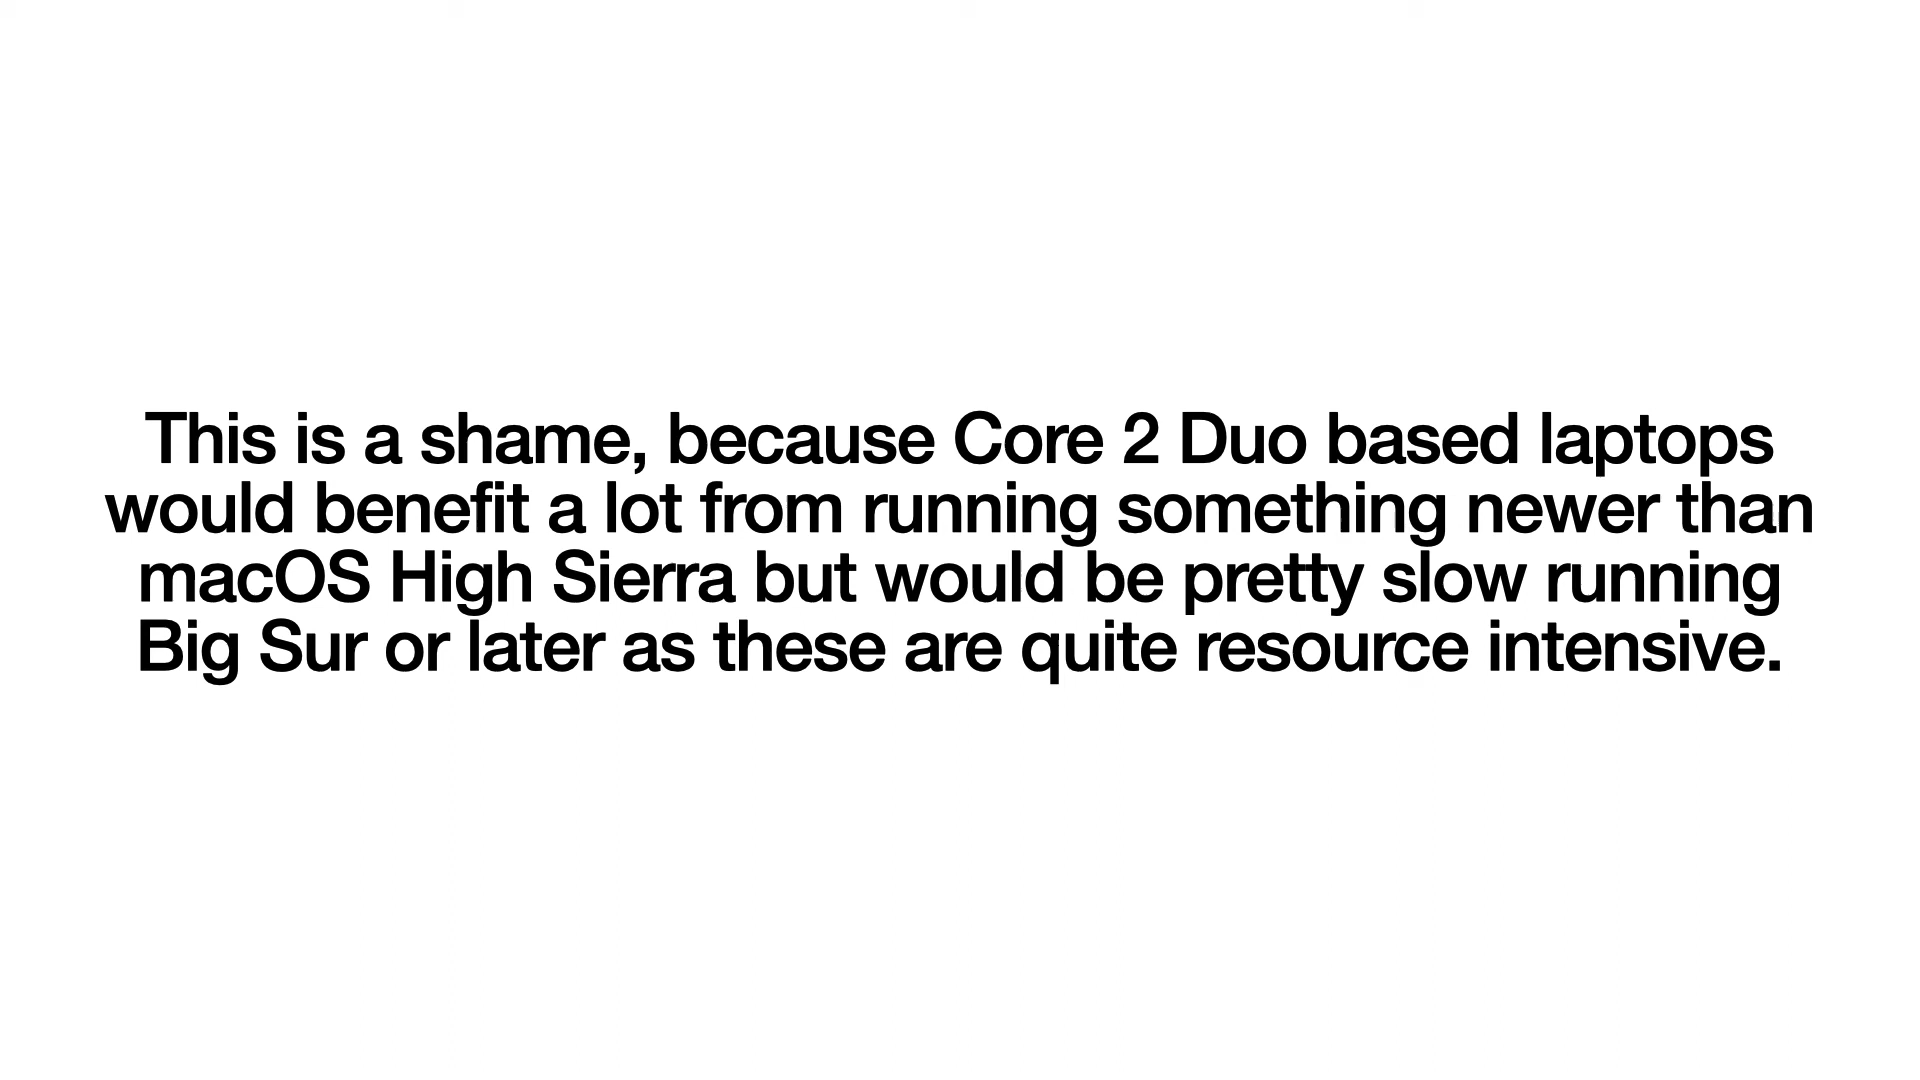 This is a shame, because Core 2 Duo based laptops
would benefit a lot from running something newer than
macOS High Sierra but would be pretty slow running
Big Sur or later as these are quite resource intensive.